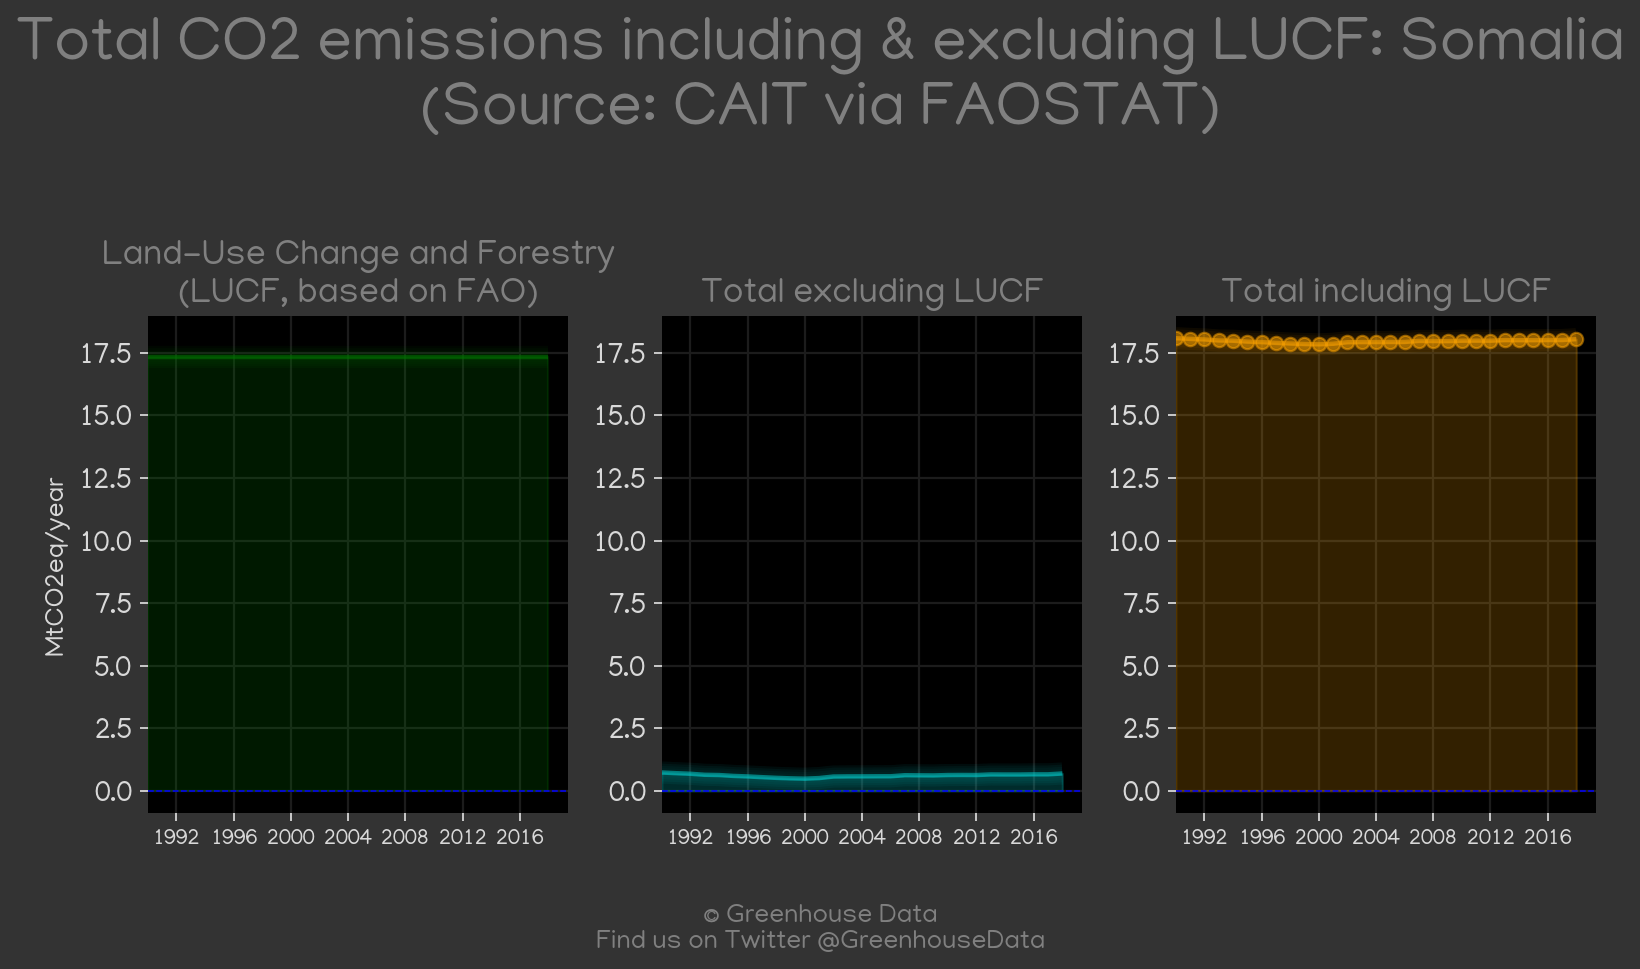 Total CO2 emissions including & excluding LUCF: Somalia
(Source: CAIT via FAOSTAT)
Land-Use Change and Forestry
(LUCF, based on FAO)
Total excluding LUCF
Total including LUCF
MtCO2eq/year
17.5
15.0
12.5
10.0
7.5
5.0
2.5
0.0
1992 1996 2000 2004 2008 2012 2016
17.5
15.0
12.5
10.0
7.5
5.0
2.5
0.0
1992 1996 2000 2004 2008 2012 2016
17.5
15.0
12.5
10.0
7.5
5.0
2.5
0.0
1992 1996 2000 2004 2008 2012 2016
© Greenhouse Data
Find us on Twitter @GreenhouseData